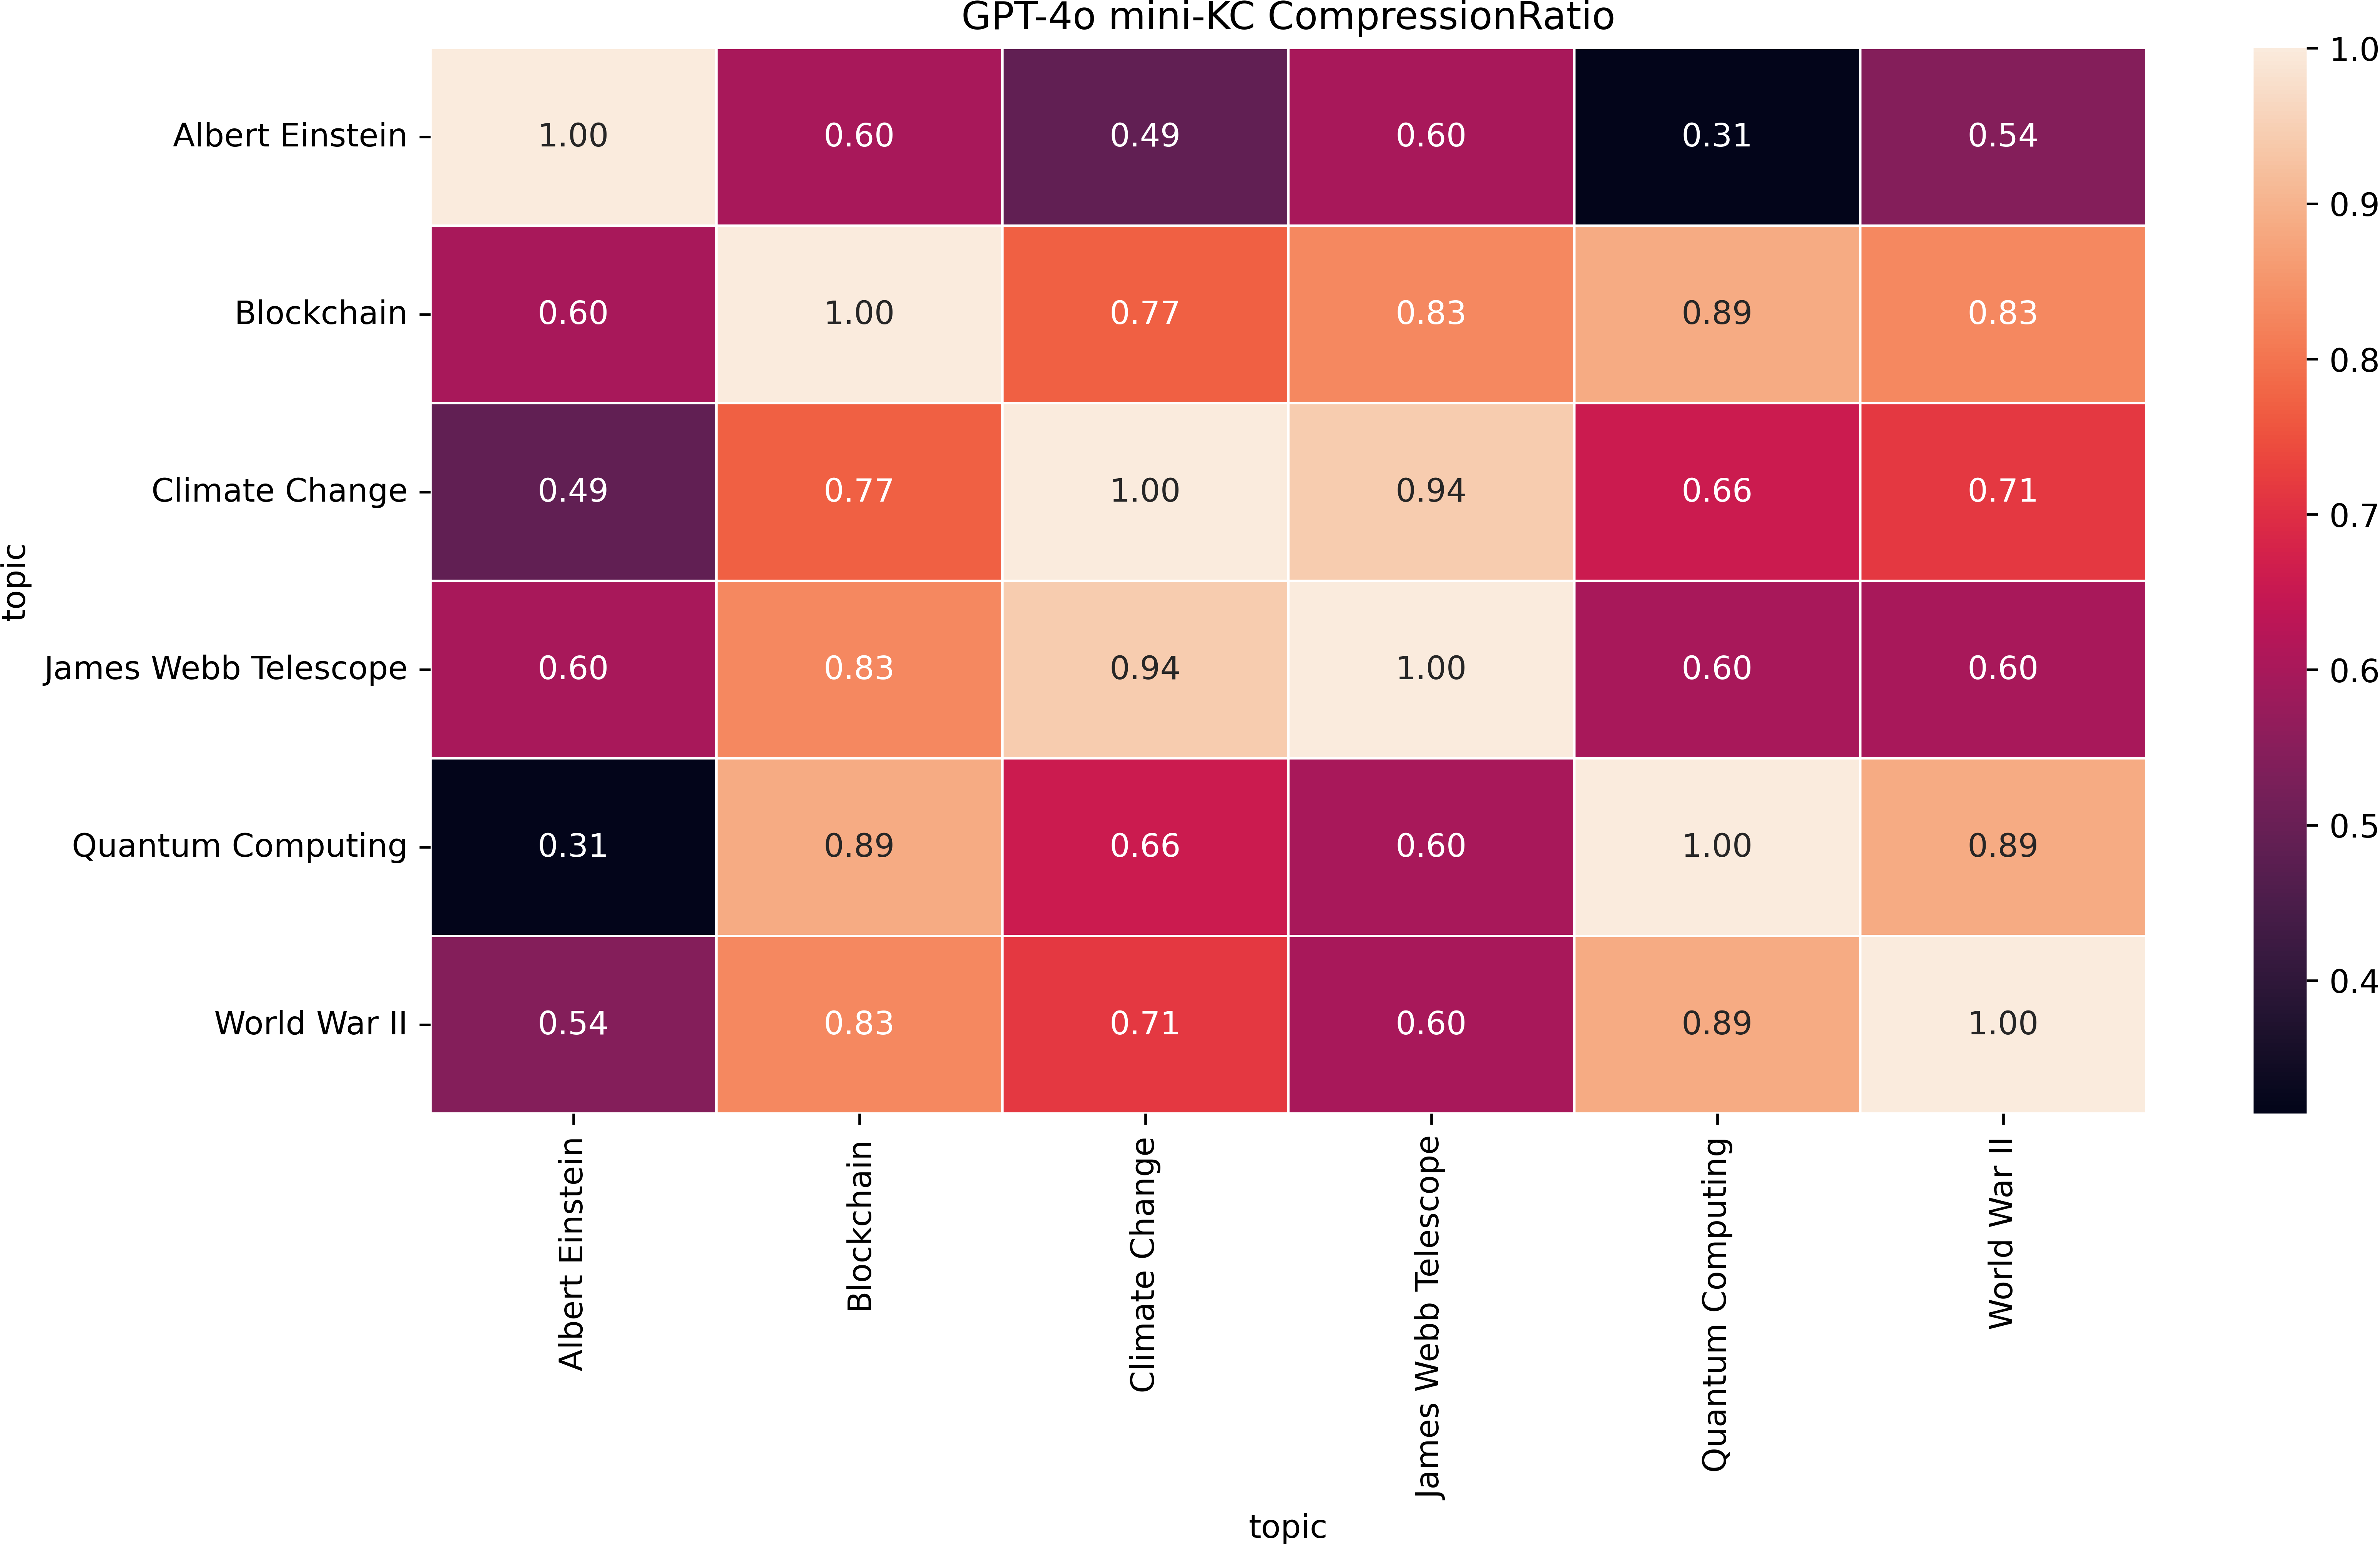 GPT-4o mini-KC CompressionRatio
Albert Einstein 1.00 0.60 0.49 0.60 0.31 0.54
Blockchain 0.60 1.00 0.77 0.83 0.89 0.83
Climate Change 0.49 0.77 1.00 0.94 0.66 0.71
James Webb Telescope 0.60 0.83 0.94 1.00 0.60 0.60
Quantum Computing 0.31 0.89 0.66 0.60 1.00 0.89
World War II 0.54 0.83 0.71 0.60 0.89 1.00
topic
Albert Einstein
Blockchain
Climate Change
James Webb Telescope
Quantum Computing
World War II
topic
1.0
0.9
0.8
0.7
0.6
0.5
0.4